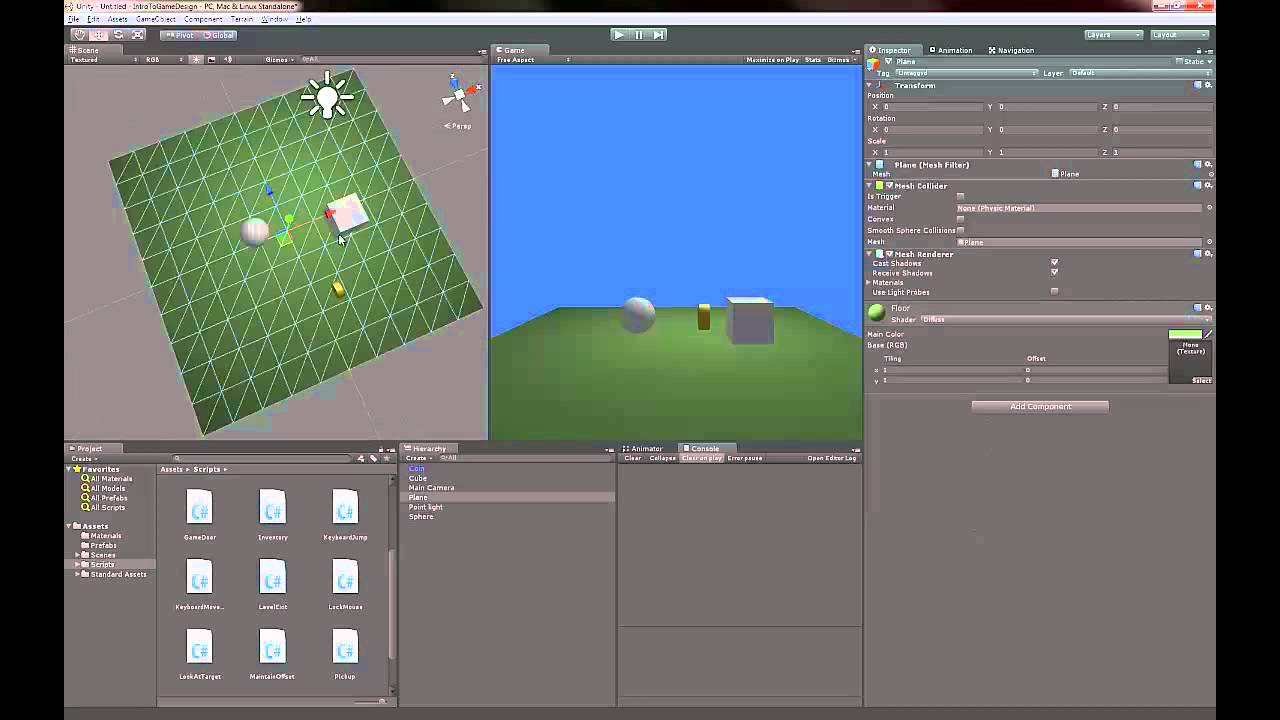 Unity - Untitled - IntroToGameDesign - PC, Mac & Linux Standalone*
File Edit Assets GameObject Component Terrain Window Help
Pivot Global Layers Layout
Scene
Textured RGB Gizmos All
Persp
Game
Free Aspect Maximize on Play Stats Gizmos
Inspector Animation Navigation
Plane Static
Tag Untagged Layer Default
Transform
Position
X 0 Y 0 Z 0
Rotation
X 0 Y 0 Z 0
Scale
X 1 Y 1 Z 1
Plane (Mesh Filter)
Mesh Plane
Mesh Collider
Is Trigger
Material None (Physic Material)
Convex
Smooth Sphere Collisions
Mesh Plane
Mesh Renderer
Cast Shadows
Receive Shadows
Materials
Use Light Probes
Floor
Shader Diffuse
Main Color
Base (RGB)
None
(Texture)
Tiling Offset
x 1 0
y 1 0
Select
Add Component
Project
Create
Favorites
All Materials
All Models
All Prefabs
All Scripts
Assets
Materials
Prefabs
Scenes
Scripts
Standard Assets
Assets Scripts
C# C# C#
GameDoor Inventory KeyboardJump
C# C# C#
KeyboardMove... LevelExit LockMouse
C# C# C#
LookAtTarget MaintainOffset Pickup
Hierarchy
Create All
Coin
Cube
Main Camera
Plane
Point light
Sphere
Animator Console
Clear Collapse Clear on play Error pause Open Editor Log